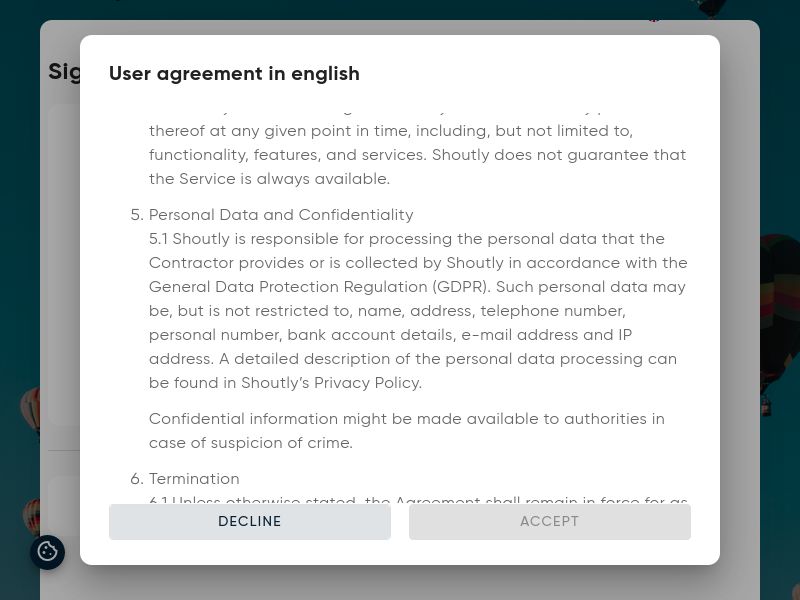 Sig
User agreement in english
thereof at any given point in time, including, but not limited to,
functionality, features, and services. Shoutly does not guarantee that
the Service is always available.
5. Personal Data and Confidentiality
5.1 Shoutly is responsible for processing the personal data that the
Contractor provides or is collected by Shoutly in accordance with the
General Data Protection Regulation (GDPR). Such personal data may
be, but is not restricted to, name, address, telephone number,
personal number, bank account details, e-mail address and IP
address. A detailed description of the personal data processing can
be found in Shoutly’s Privacy Policy.
Confidential information might be made available to authorities in
case of suspicion of crime.
6. Termination
6.1 Unless otherwise stated, the Agreement shall remain in force for as
DECLINE
ACCEPT